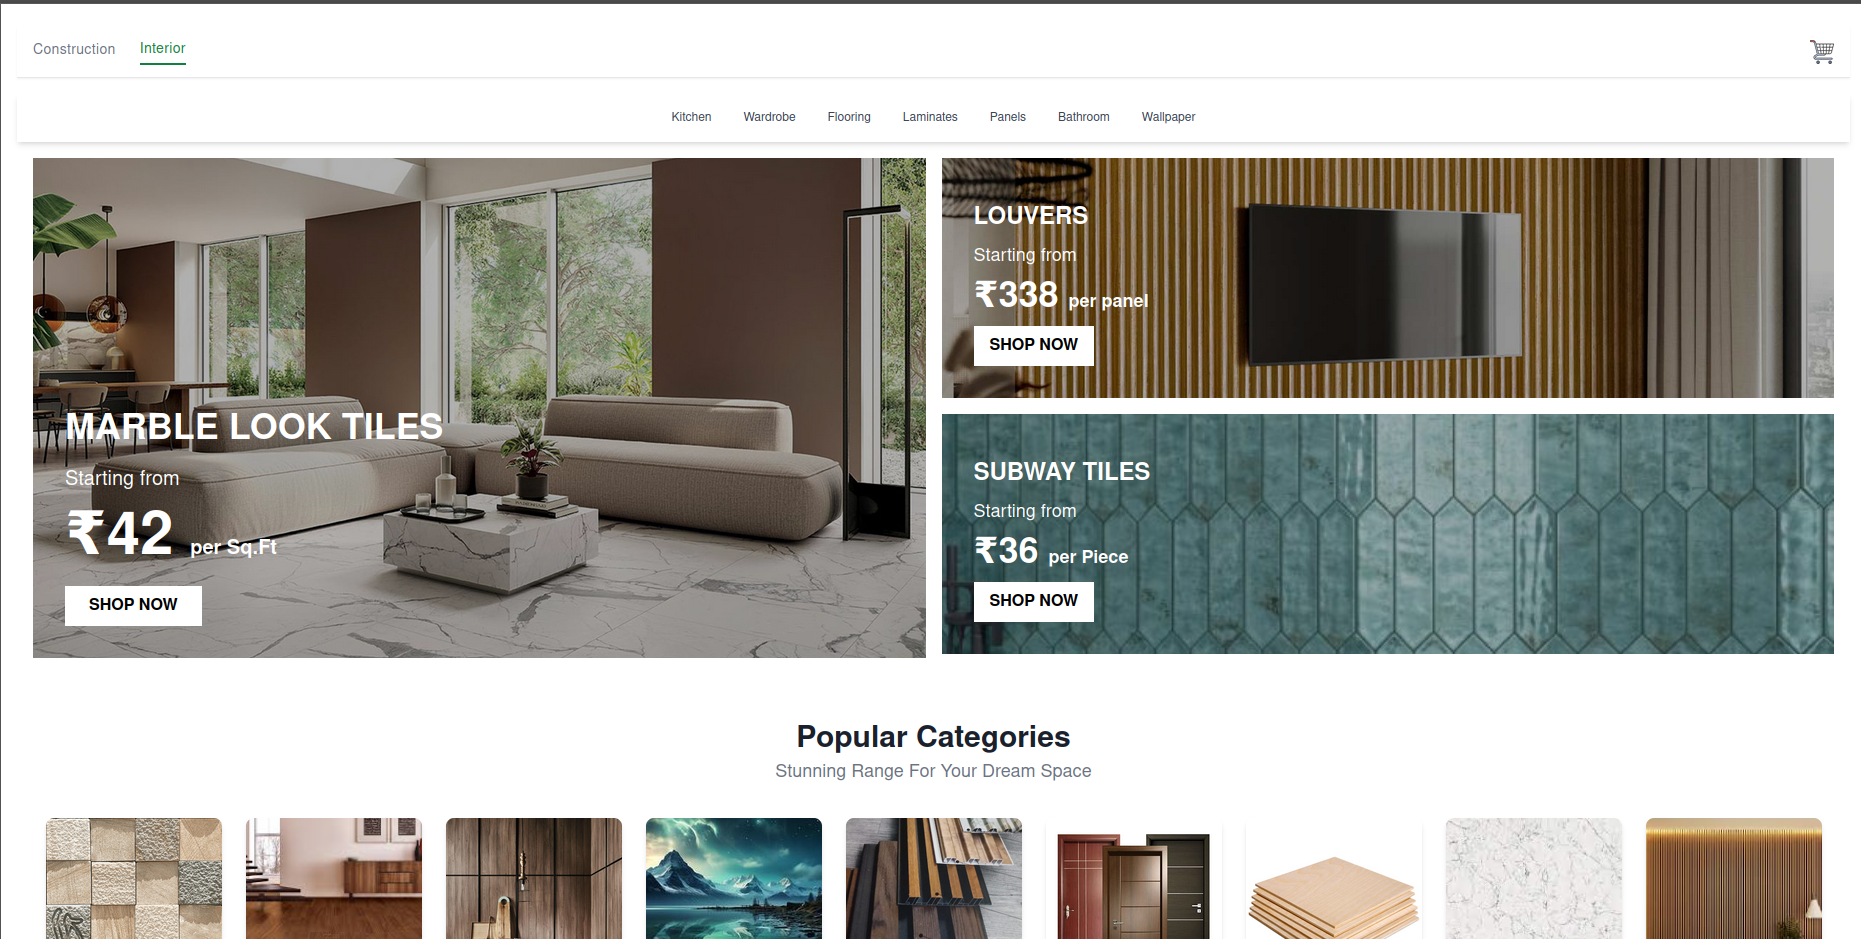 Construction Interior
Kitchen Wardrobe Flooring Laminates Panels Bathroom Wallpaper
MARBLE LOOK TILES
Starting from
₹42 per Sq.Ft
SHOP NOW
LOUVERS
Starting from
₹338 per panel
SHOP NOW
SUBWAY TILES
Starting from
₹36 per Piece
SHOP NOW
Popular Categories
Stunning Range For Your Dream Space